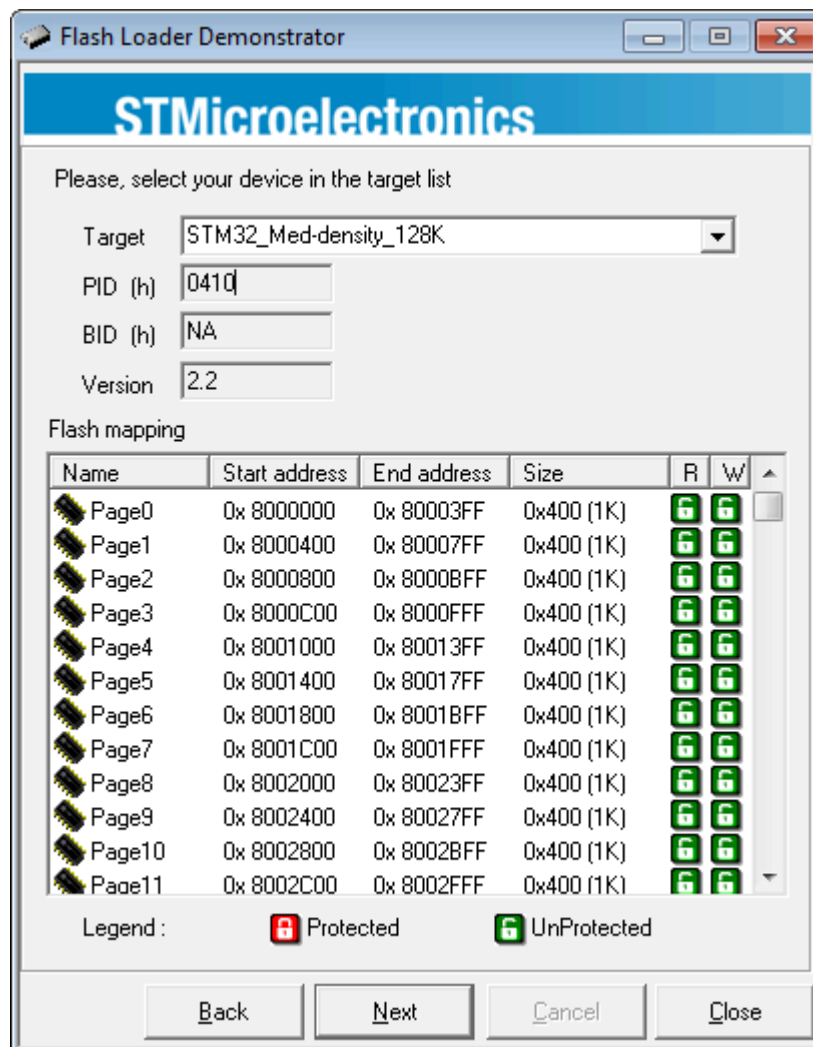 Flash Loader Demonstrator
STMicroelectronics
Please, select your device in the target list
Target STM32_Med-density_128K
PID (h) 0410
BID (h) NA
Version 2.2
Flash mapping
Name Start address End address Size R W
Page0 0x 8000000 0x 80003FF 0x400 (1K)
Page1 0x 8000400 0x 80007FF 0x400 (1K)
Page2 0x 8000800 0x 8000BFF 0x400 (1K)
Page3 0x 8000C00 0x 8000FFF 0x400 (1K)
Page4 0x 8001000 0x 80013FF 0x400 (1K)
Page5 0x 8001400 0x 80017FF 0x400 (1K)
Page6 0x 8001800 0x 8001BFF 0x400 (1K)
Page7 0x 8001C00 0x 8001FFF 0x400 (1K)
Page8 0x 8002000 0x 80023FF 0x400 (1K)
Page9 0x 8002400 0x 80027FF 0x400 (1K)
Page10 0x 8002800 0x 8002BFF 0x400 (1K)
Page11 0x 8002C00 0x 8002FFF 0x400 (1K)
Legend : Protected UnProtected
Back Next Cancel Close